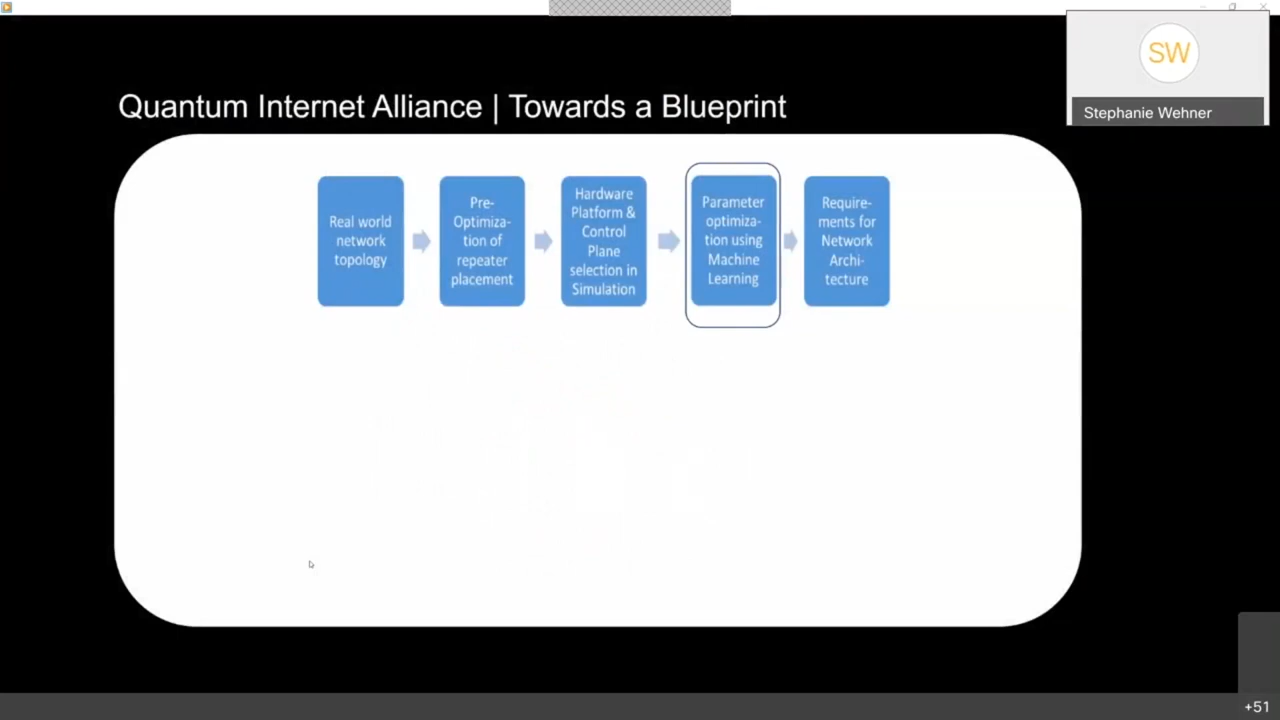 SW
Stephanie Wehner
Quantum Internet Alliance | Towards a Blueprint
Real world
network
topology
Pre-
Optimiza-
tion of
repeater
placement
Hardware
Platform &
Control
Plane
selection in
Simulation
Parameter
optimiza-
tion using
Machine
Learning
Require-
ments for
Network
Archi-
tecture
+51